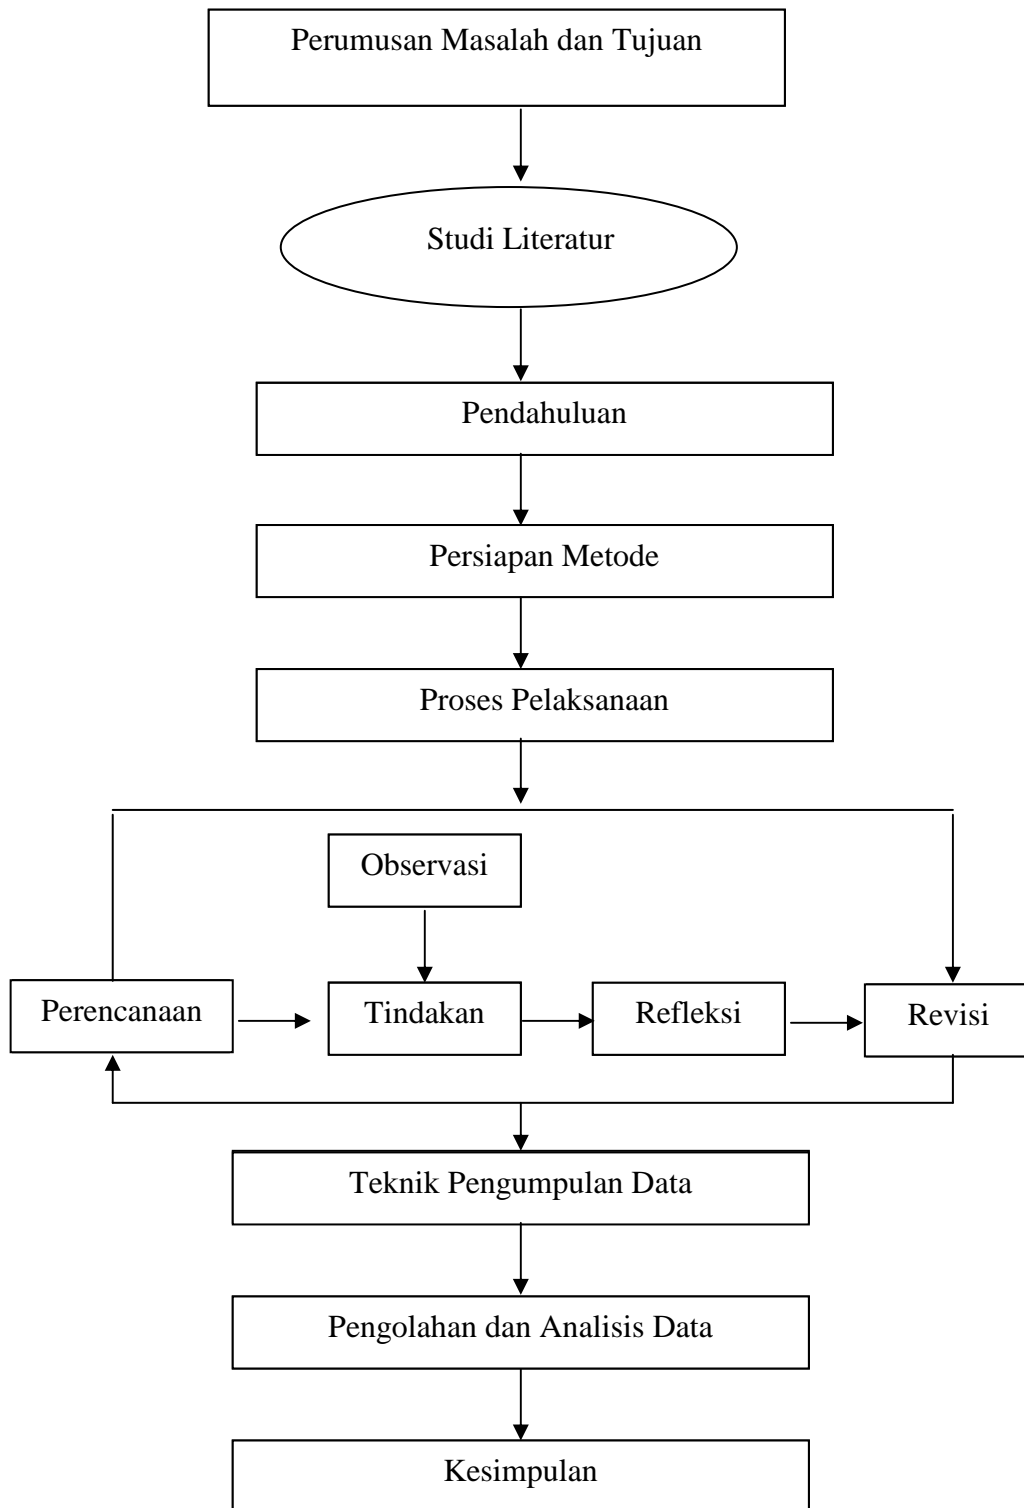 Perumusan Masalah dan Tujuan
Studi Literatur
Pendahuluan
Persiapan Metode
Proses Pelaksanaan
Observasi
Perencanaan
Tindakan
Refleksi
Revisi
Teknik Pengumpulan Data
Pengolahan dan Analisis Data
Kesimpulan